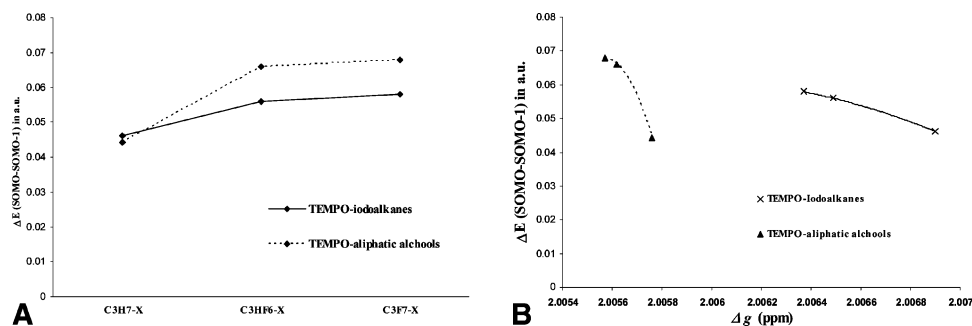 0.08
0.07
0.06
0.05
0.04
0.03
0.02
0.01
0
ΔE (SOMO-SOMO-1) in a.u.
TEMPO-iodoalkanes
TEMPO-aliphatic alchools
C3H7-X C3HF6-X C3F7-X
A
0.08
0.07
0.06
0.05
0.04
0.03
0.02
0.01
0
ΔE (SOMO-SOMO-1) in a.u.
TEMPO-Iodoalkanes
TEMPO-aliphatic alchools
2.0054 2.0056 2.0058 2.006 2.0062 2.0064 2.0066 2.0068 2.007
Δg (ppm)
B